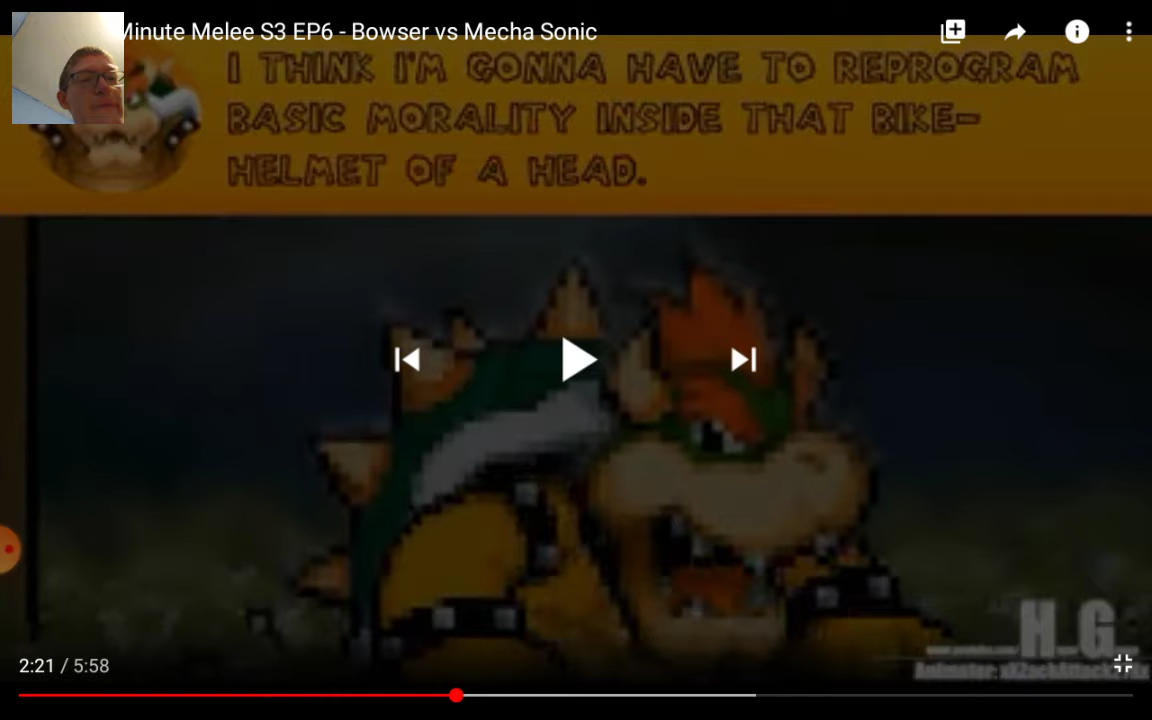 Minute Melee S3 EP6 - Bowser vs Mecha Sonic
I THINK I'M GONNA HAVE TO REPROGRAM
BASIC MORALITY INSIDE THAT BIKE-
HELMET OF A HEAD.
H G
Animator:
2:21 / 5:58